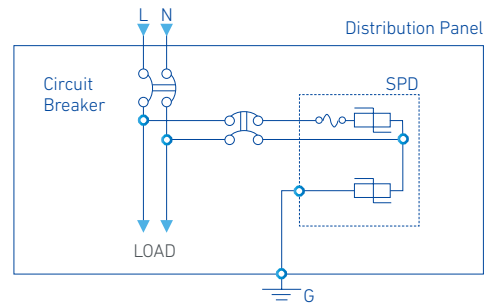 L N
Distribution Panel
Circuit
Breaker
SPD
LOAD
G